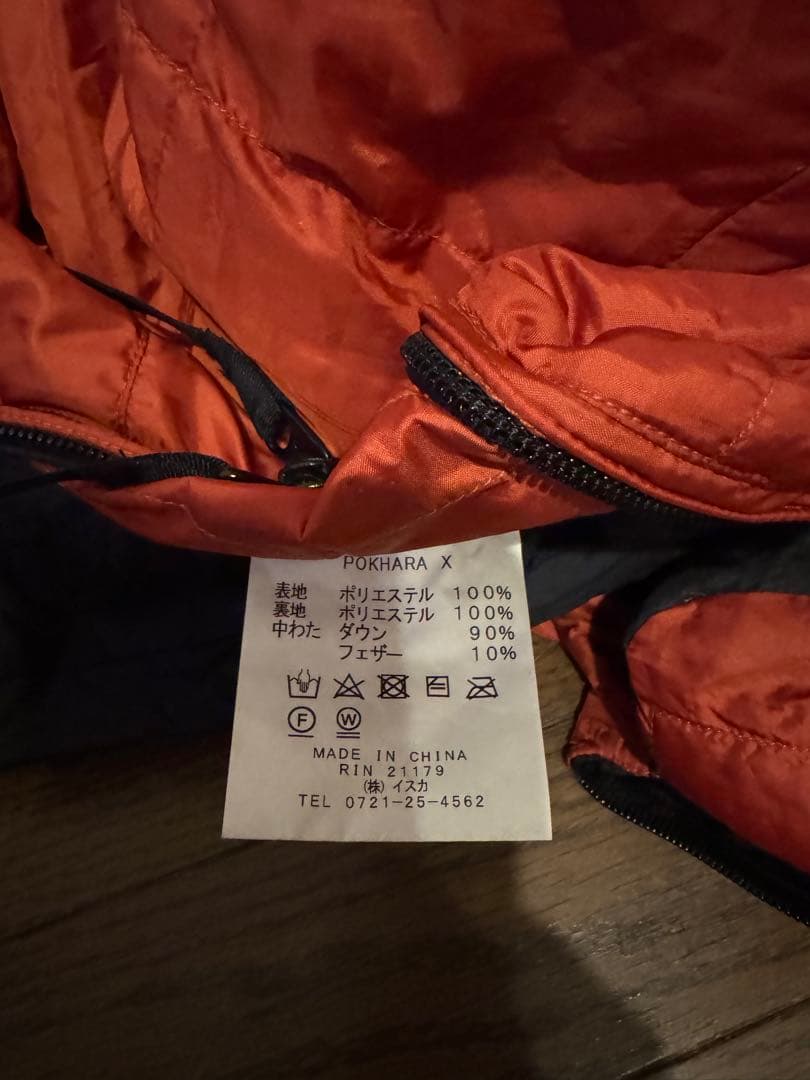 POKHARA X
表地 ポリエステル 100%
裏地 ポリエステル 100%
中わた ダウン 90%
フェザー 10%
F W
MADE IN CHINA
RIN 21179
(株) イスカ
TEL 0721-25-4562